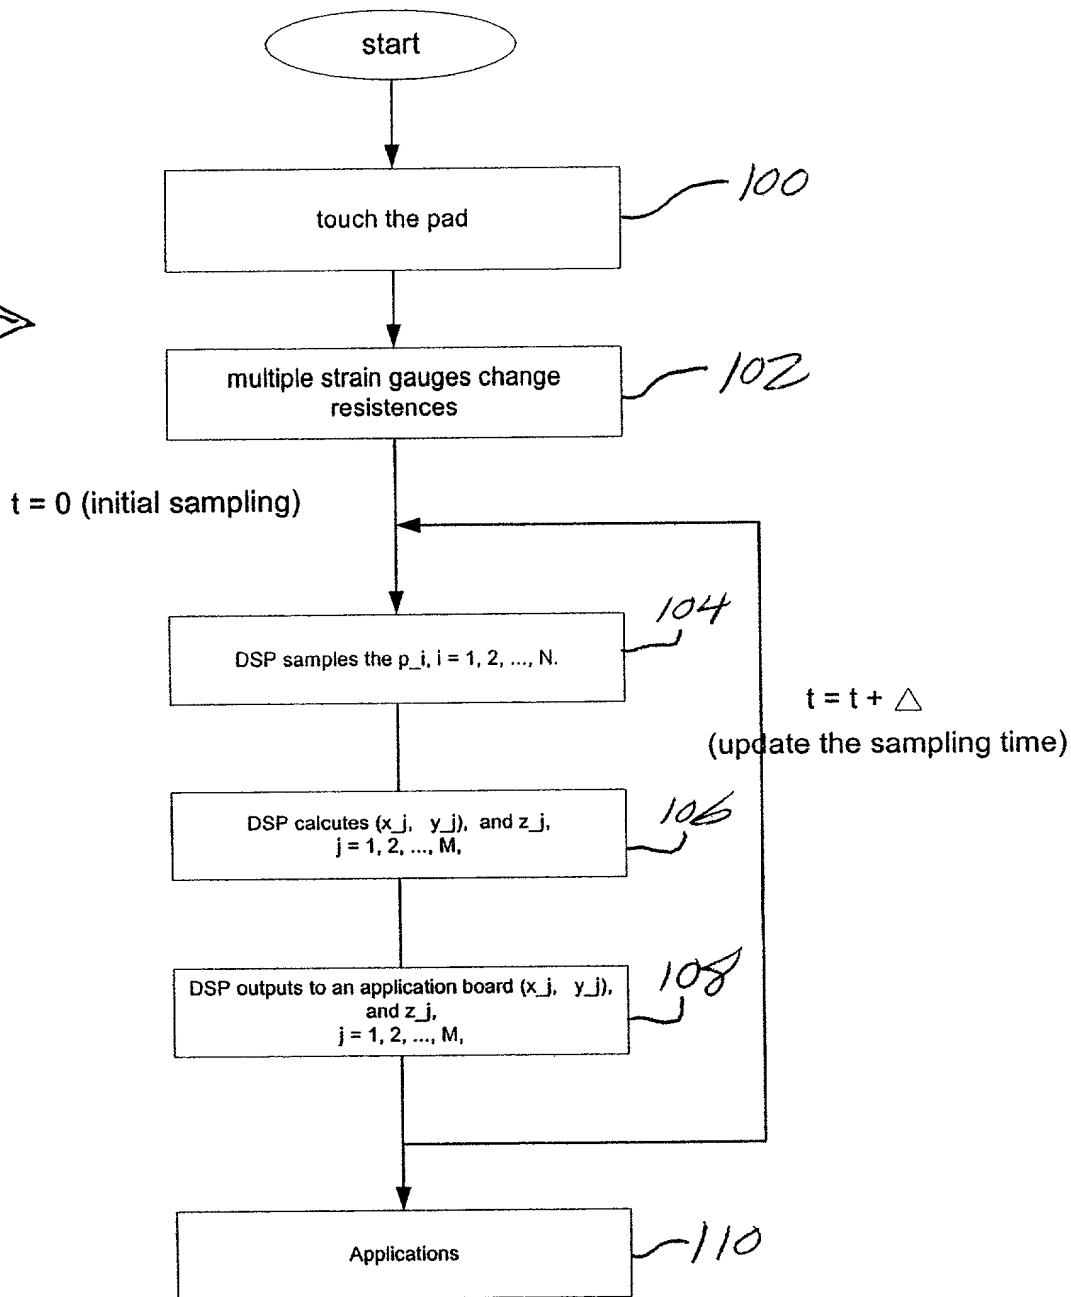 start
touch the pad
100
multiple strain gauges change
resistences
102
t = 0 (initial sampling)
DSP samples the p_i, i = 1, 2, ..., N.
104
t = t + △
(update the sampling time)
DSP calcutes (x_j, y_j), and z_j,
j = 1, 2, ..., M,
106
DSP outputs to an application board (x_j, y_j),
and z_j,
j = 1, 2, ..., M,
108
Applications
110